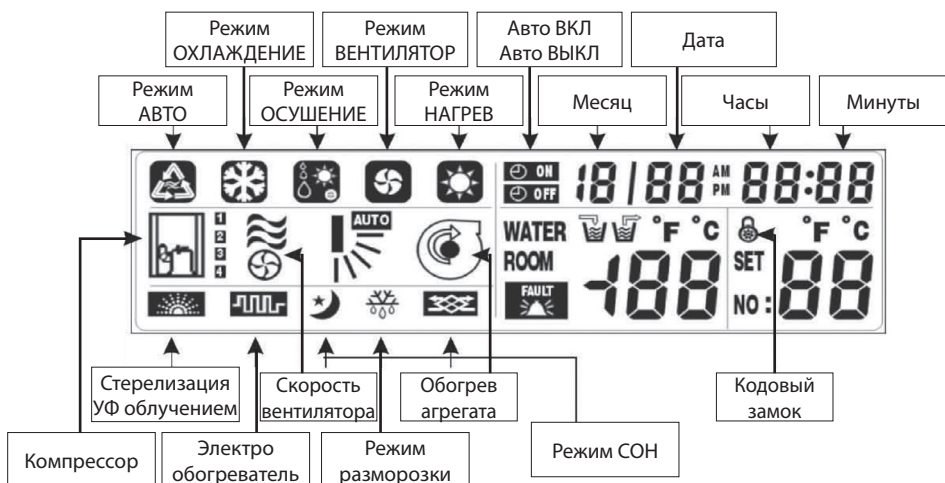 Режим
ОХЛАЖДЕНИЕ
Режим
ВЕНТИЛЯТОР
Авто ВКЛ
Авто ВЫКЛ
Дата
Режим
АВТО
Режим
ОСУШЕНИЕ
Режим
НАГРЕВ
Месяц
Часы
Минуты
ON
OFF
18/88
AM
PM
88:88
1
2
3
4
AUTO
WATER
ROOM
FAULT
°F °C
-188
°F °C
SET
NO:
88
Стерелизация
УФ облучением
Скорость
вентилятора
Обогрев
агрегата
Кодовый
замок
Компрессор
Электро
обогреватель
Режим
разморозки
Режим СОН